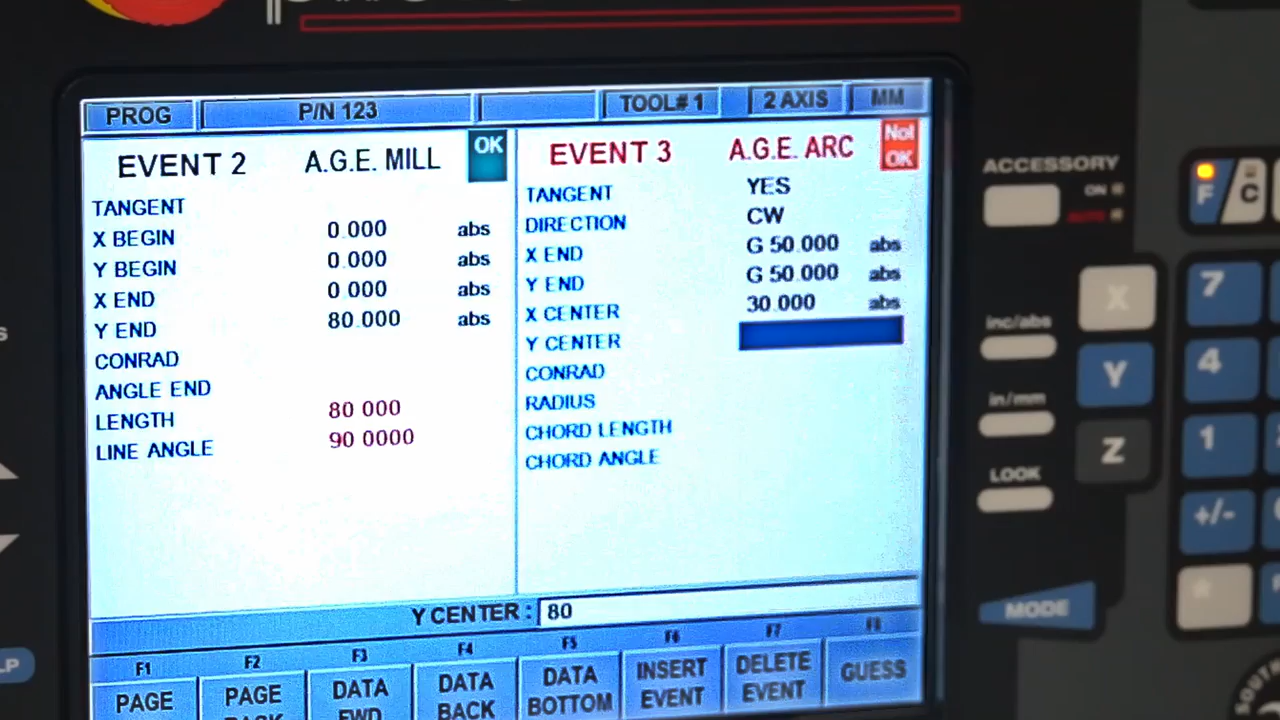 PROG P/N 123 TOOL# 1 2 AXIS MM
EVENT 2 A.G.E. MILL OK
TANGENT
X BEGIN 0.000 abs
Y BEGIN 0.000 abs
X END 0.000 abs
Y END 80.000 abs
CONRAD
ANGLE END
LENGTH 80 000
LINE ANGLE 90 0000
EVENT 3 A.G.E. ARC Not OK
TANGENT YES
DIRECTION CW
X END G 50.000 abs
Y END G 50.000 abs
X CENTER 30.000 abs
Y CENTER
CONRAD
RADIUS
CHORD LENGTH
CHORD ANGLE
Y CENTER : 80
F1 F2 F3 F4 F5 F6 F7 F8
PAGE
PAGE
DATA
DATA BACK
DATA BOTTOM
INSERT EVENT
DELETE EVENT
GUESS
ACCESSORY
ON
AUTO
F C
inc/abs
in/mm
LOOK
X
Y
Z
7
4
1
+/-
MODE